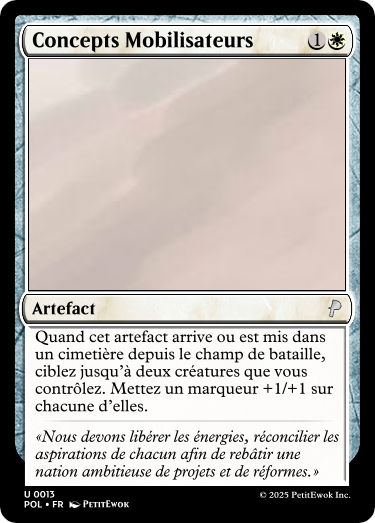 Concepts Mobilisateurs 1
Artefact
Quand cet artefact arrive ou est mis dans
un cimetière depuis le champ de bataille,
ciblez jusqu'à deux créatures que vous
contrôlez. Mettez un marqueur +1/+1 sur
chacune d'elles.
«Nous devons libérer les énergies, réconcilier les
aspirations de chacun afin de rebâtir une
nation ambitieuse de projets et de réformes.»
U 0013
POL • FR PetitEwok
© 2025 PetitEwok Inc.